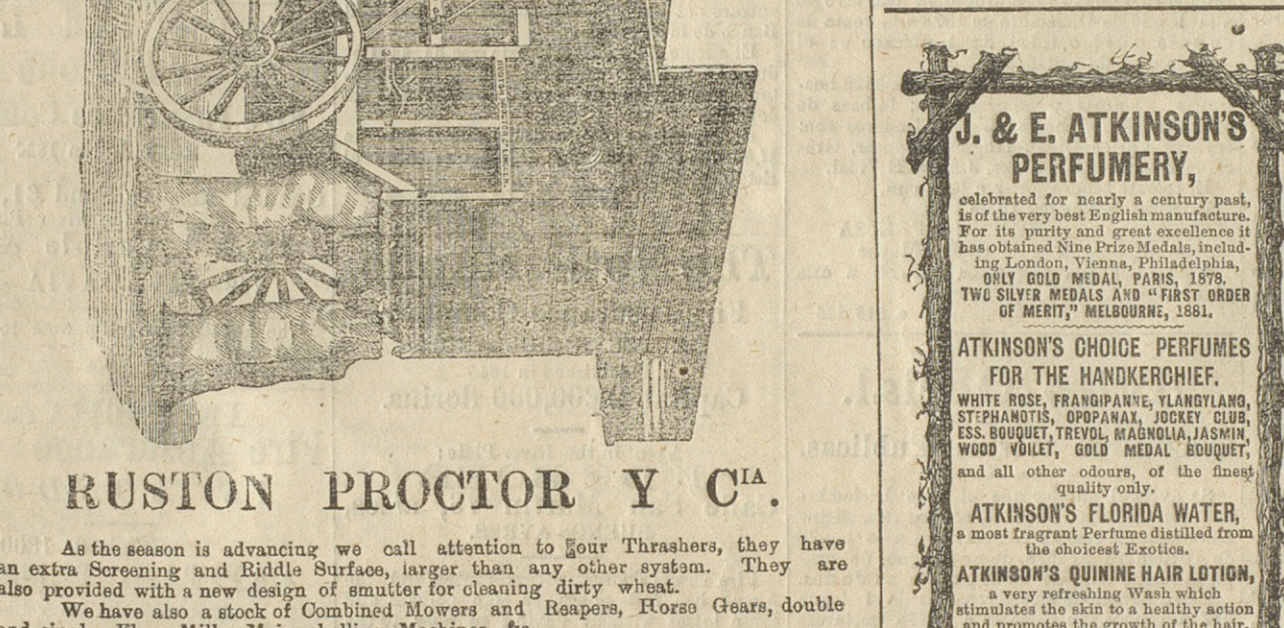 RUSTON PROCTOR Y CIA.
As the season is advancing we call attention to our Thrashers, they have
an extra Screening and Riddle Surface, larger than any other system. They are
also provided with a new design of smutter for cleaning dirty wheat.
We have also a stock of Combined Mowers and Reapers, Horse Gears, double
J. & E. ATKINSON'S
PERFUMERY,
celebrated for nearly a century past,
is of the very best English manufacture.
For its purity and great excellence it
has obtained Nine Prize Medals, includ-
ing London, Vienna, Philadelphia,
ONLY GOLD MEDAL, PARIS, 1878.
TWO SILVER MEDALS AND "FIRST ORDER
OF MERIT," MELBOURNE, 1881.
ATKINSON'S CHOICE PERFUMES
FOR THE HANDKERCHIEF.
WHITE ROSE, FRANGIPANNE, YLANGYLANG,
STEPHANOTIS, OPOPANAX, JOCKEY CLUB,
ESS. BOUQUET, TREVOL, MAGNOLIA, JASMIN,
WOOD VOILET, GOLD MEDAL BOUQUET,
and all other odours, of the finest
quality only.
ATKINSON'S FLORIDA WATER,
a most fragrant Perfume distilled from
the choicest Exotics.
ATKINSON'S QUININE HAIR LOTION,
a very refreshing Wash which
stimulates the skin to a healthy action
and promotes the growth of the hair.